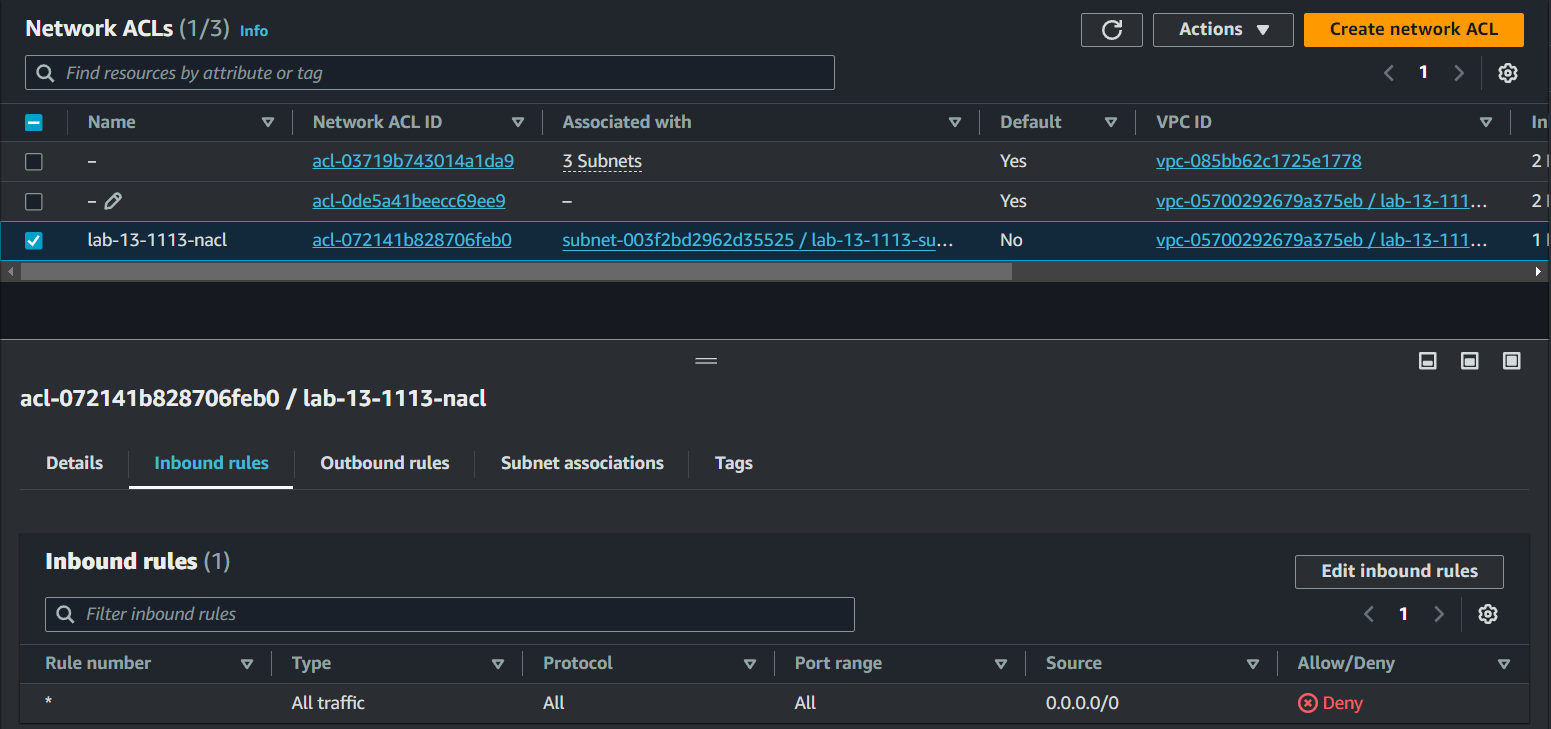 Network ACLs (1/3) Info Actions Create network ACL
Find resources by attribute or tag 1
Name Network ACL ID Associated with Default VPC ID In
– acl-03719b743014a1da9 3 Subnets Yes vpc-085bb62c1725e1778 2
– acl-0de5a41beecc69ee9 – Yes vpc-05700292679a375eb / lab-13-111... 2
lab-13-1113-nacl acl-072141b828706feb0 subnet-003f2bd2962d35525 / lab-13-1113-su... No vpc-05700292679a375eb / lab-13-111... 1
acl-072141b828706feb0 / lab-13-1113-nacl
Details Inbound rules Outbound rules Subnet associations Tags
Inbound rules (1) Edit inbound rules
Filter inbound rules 1
Rule number Type Protocol Port range Source Allow/Deny
* All traffic All All 0.0.0.0/0 Deny